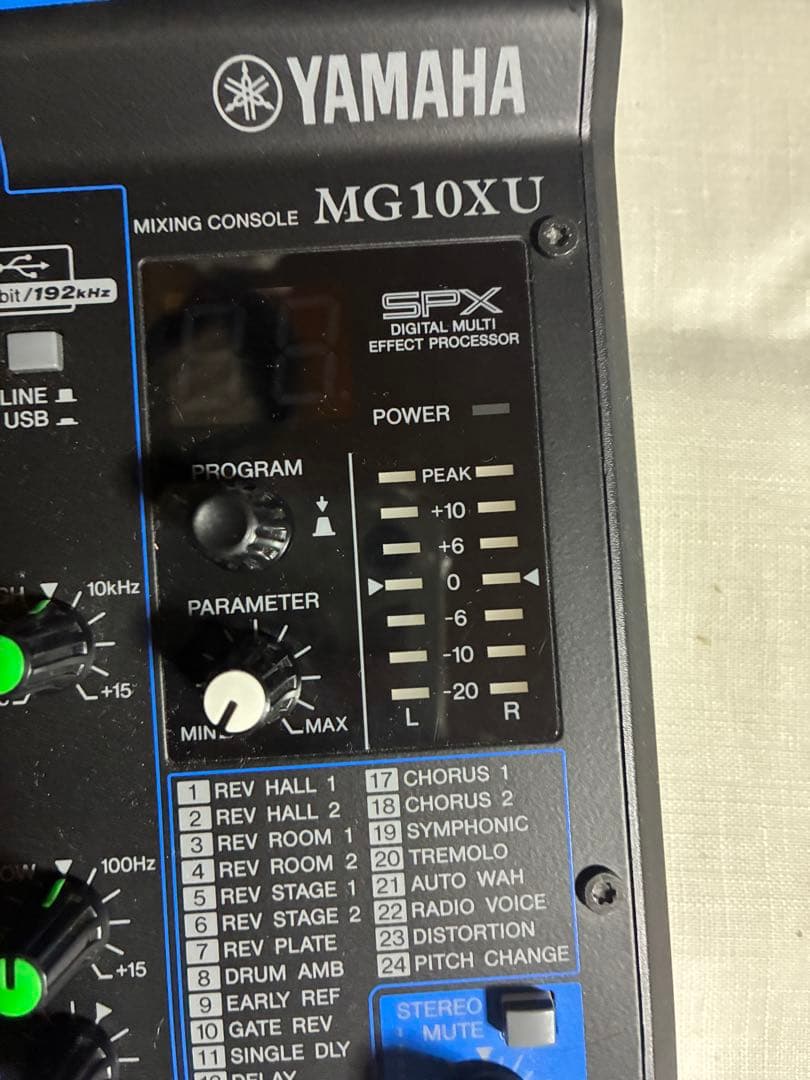 YAMAHA
MIXING CONSOLE MG10XU
bit/192kHz
SPX
DIGITAL MULTI
EFFECT PROCESSOR
LINE
USB
POWER
PROGRAM
PEAK
+10
+6
0
-6
-10
-20
L R
10kHz
+15
PARAMETER
MIN MAX
100Hz
+15
1 REV HALL 1
2 REV HALL 2
3 REV ROOM 1
4 REV ROOM 2
5 REV STAGE 1
6 REV STAGE 2
7 REV PLATE
8 DRUM AMB
9 EARLY REF
10 GATE REV
11 SINGLE DLY
12 DELAY
17 CHORUS 1
18 CHORUS 2
19 SYMPHONIC
20 TREMOLO
21 AUTO WAH
22 RADIO VOICE
23 DISTORTION
24 PITCH CHANGE
STEREO
MUTE